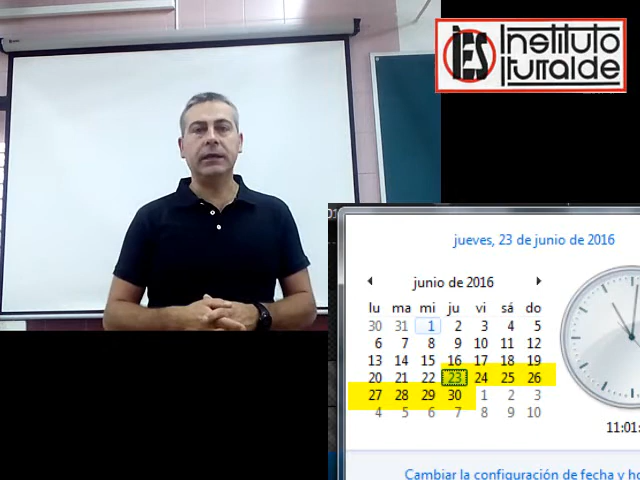 IES Instituto
Iturralde
jueves, 23 de junio de 2016
junio de 2016
lu ma mi ju vi sá do
30 31 1 2 3 4 5
6 7 8 9 10 11 12
13 14 15 16 17 18 19
20 21 22 23 24 25 26
27 28 29 30 1 2 3
4 5 6 7 8 9 10
11:01:
Cambiar la configuración de fecha y ho